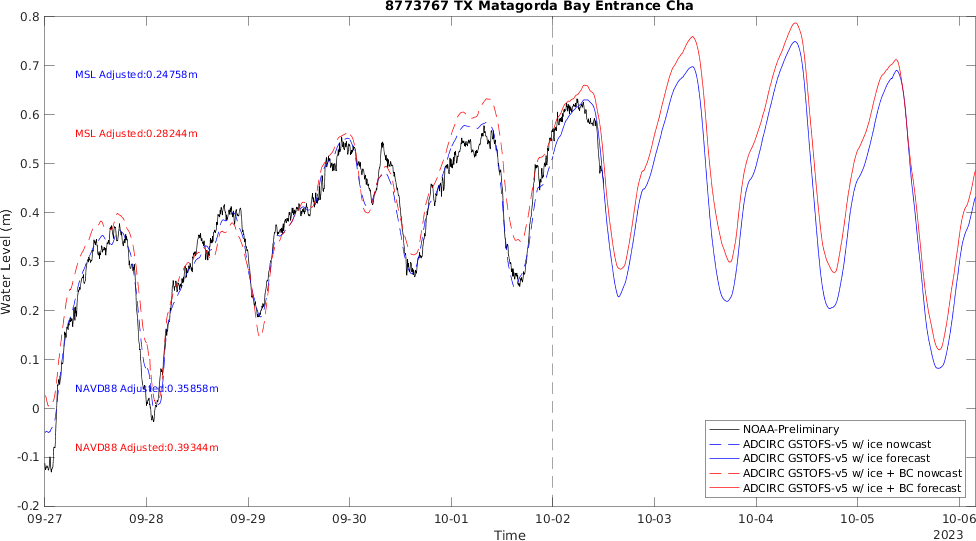 8773767 TX Matagorda Bay Entrance Cha
0.8
0.7
0.6
0.5
0.4
0.3
0.2
0.1
0
-0.1
-0.2
Water Level (m)
MSL Adjusted:0.24758m
MSL Adjusted:0.28244m
NAVD88 Adjusted:0.35858m
NAVD88 Adjusted:0.39344m
NOAA-Preliminary
ADCIRC GSTOFS-v5 w/ ice nowcast
ADCIRC GSTOFS-v5 w/ ice forecast
ADCIRC GSTOFS-v5 w/ ice + BC nowcast
ADCIRC GSTOFS-v5 w/ ice + BC forecast
09-27 09-28 09-29 09-30 10-01 10-02 10-03 10-04 10-05 10-06
Time
2023